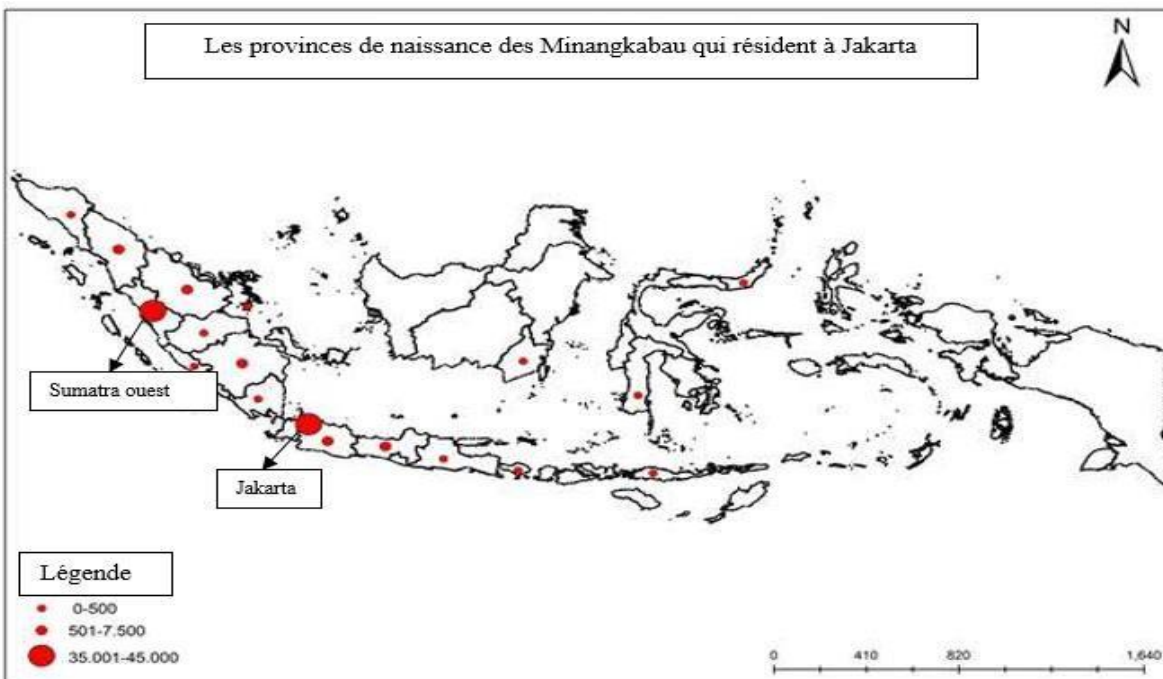 Les provinces de naissance des Minangkabau qui résident à Jakarta
N
Sumatra ouest
Jakarta
Légende
0-500
501-7.500
35.001-45.000
0 410 820 1,640